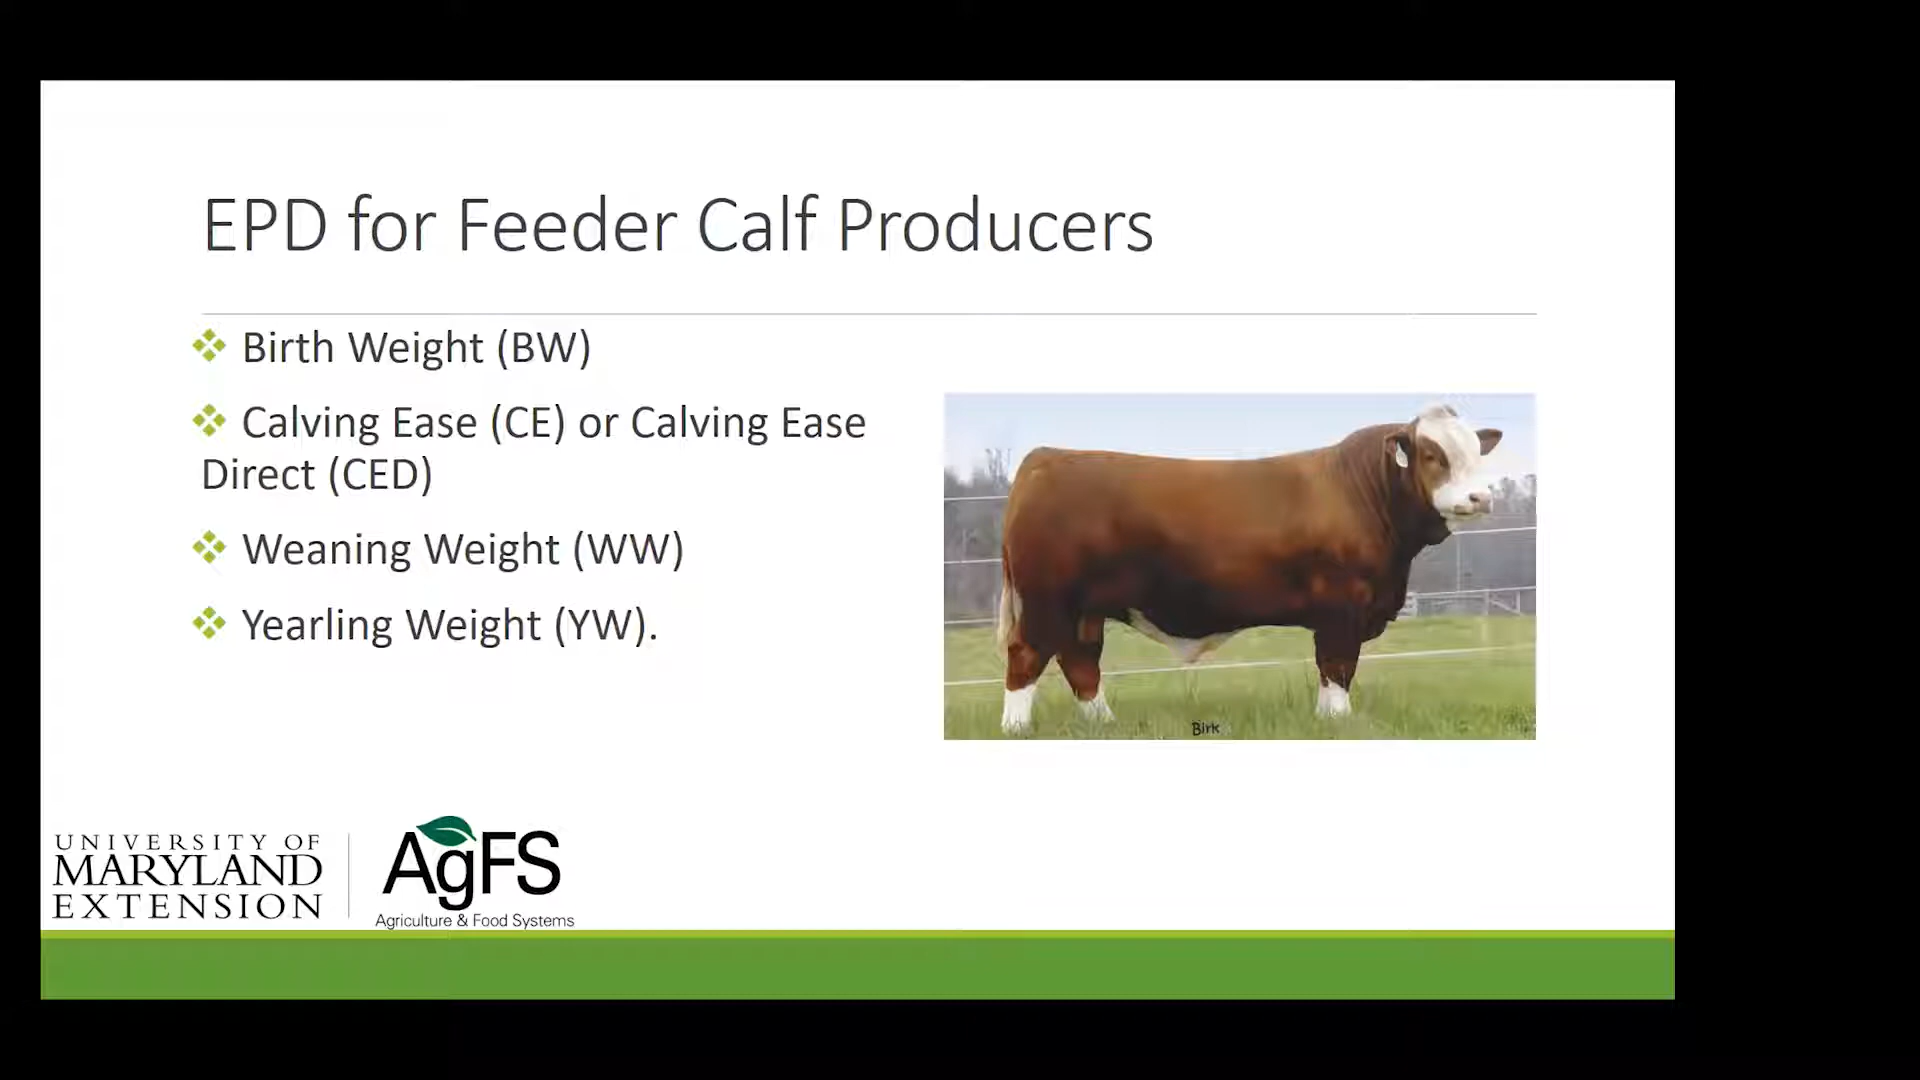 EPD for Feeder Calf Producers
Birth Weight (BW)
Calving Ease (CE) or Calving Ease
Direct (CED)
Weaning Weight (WW)
Yearling Weight (YW).
Birk
UNIVERSITY OF
MARYLAND
EXTENSION
AgFS
Agriculture & Food Systems